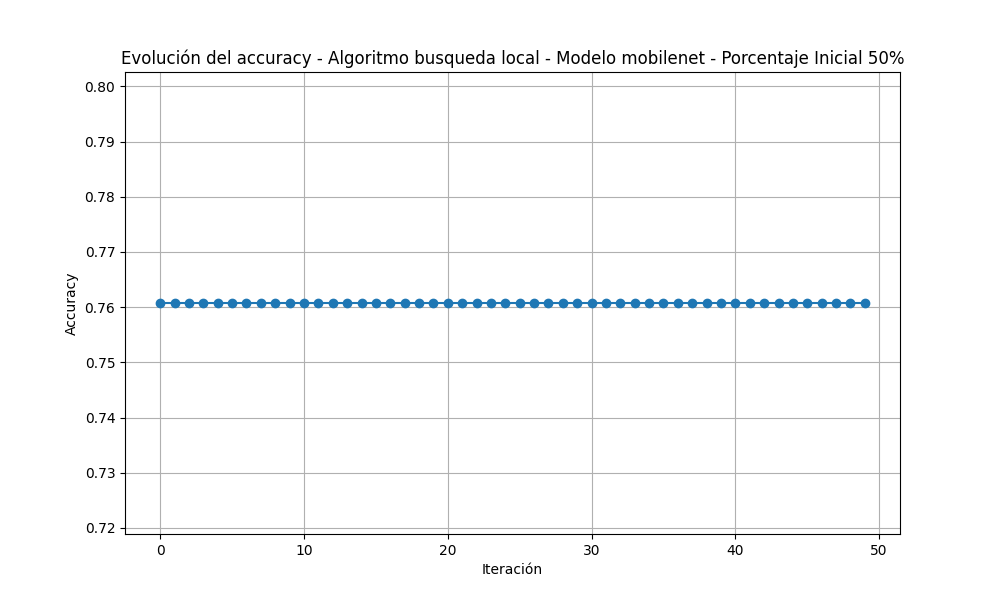 Evolución del accuracy - Algoritmo busqueda local - Modelo mobilenet - Porcentaje Inicial 50%
0.80
0.79
0.78
0.77
0.76
0.75
0.74
0.73
0.72
Accuracy
0 10 20 30 40 50
Iteración